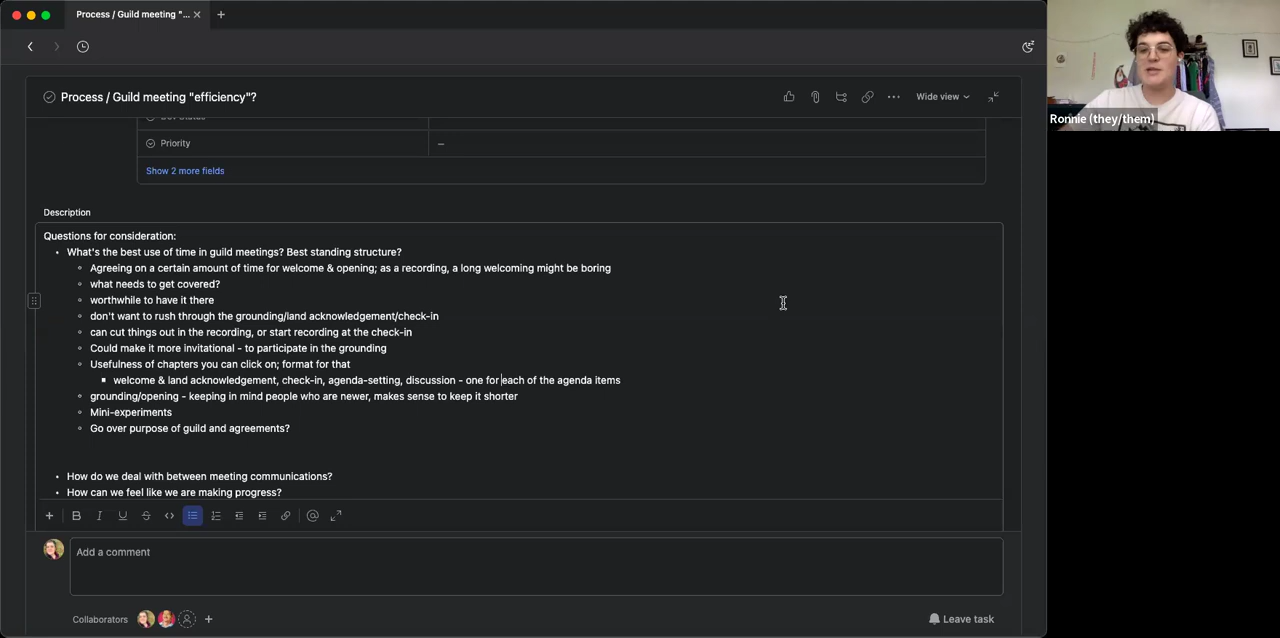 Process / Guild meeting "...
Process / Guild meeting "efficiency"?
Wide view
Priority
—
Show 2 more fields
Description
Questions for consideration:
• What's the best use of time in guild meetings? Best standing structure?
◦ Agreeing on a certain amount of time for welcome & opening; as a recording, a long welcoming might be boring
◦ what needs to get covered?
◦ worthwhile to have it there
◦ don't want to rush through the grounding/land acknowledgement/check-in
◦ can cut things out in the recording, or start recording at the check-in
◦ Could make it more invitational - to participate in the grounding
◦ Usefulness of chapters you can click on; format for that
▪ welcome & land acknowledgement, check-in, agenda-setting, discussion - one for each of the agenda items
◦ grounding/opening - keeping in mind people who are newer, makes sense to keep it shorter
◦ Mini-experiments
◦ Go over purpose of guild and agreements?
• How do we deal with between meeting communications?
• How can we feel like we are making progress?
Add a comment
Collaborators
Leave task
Ronnie (they/them)